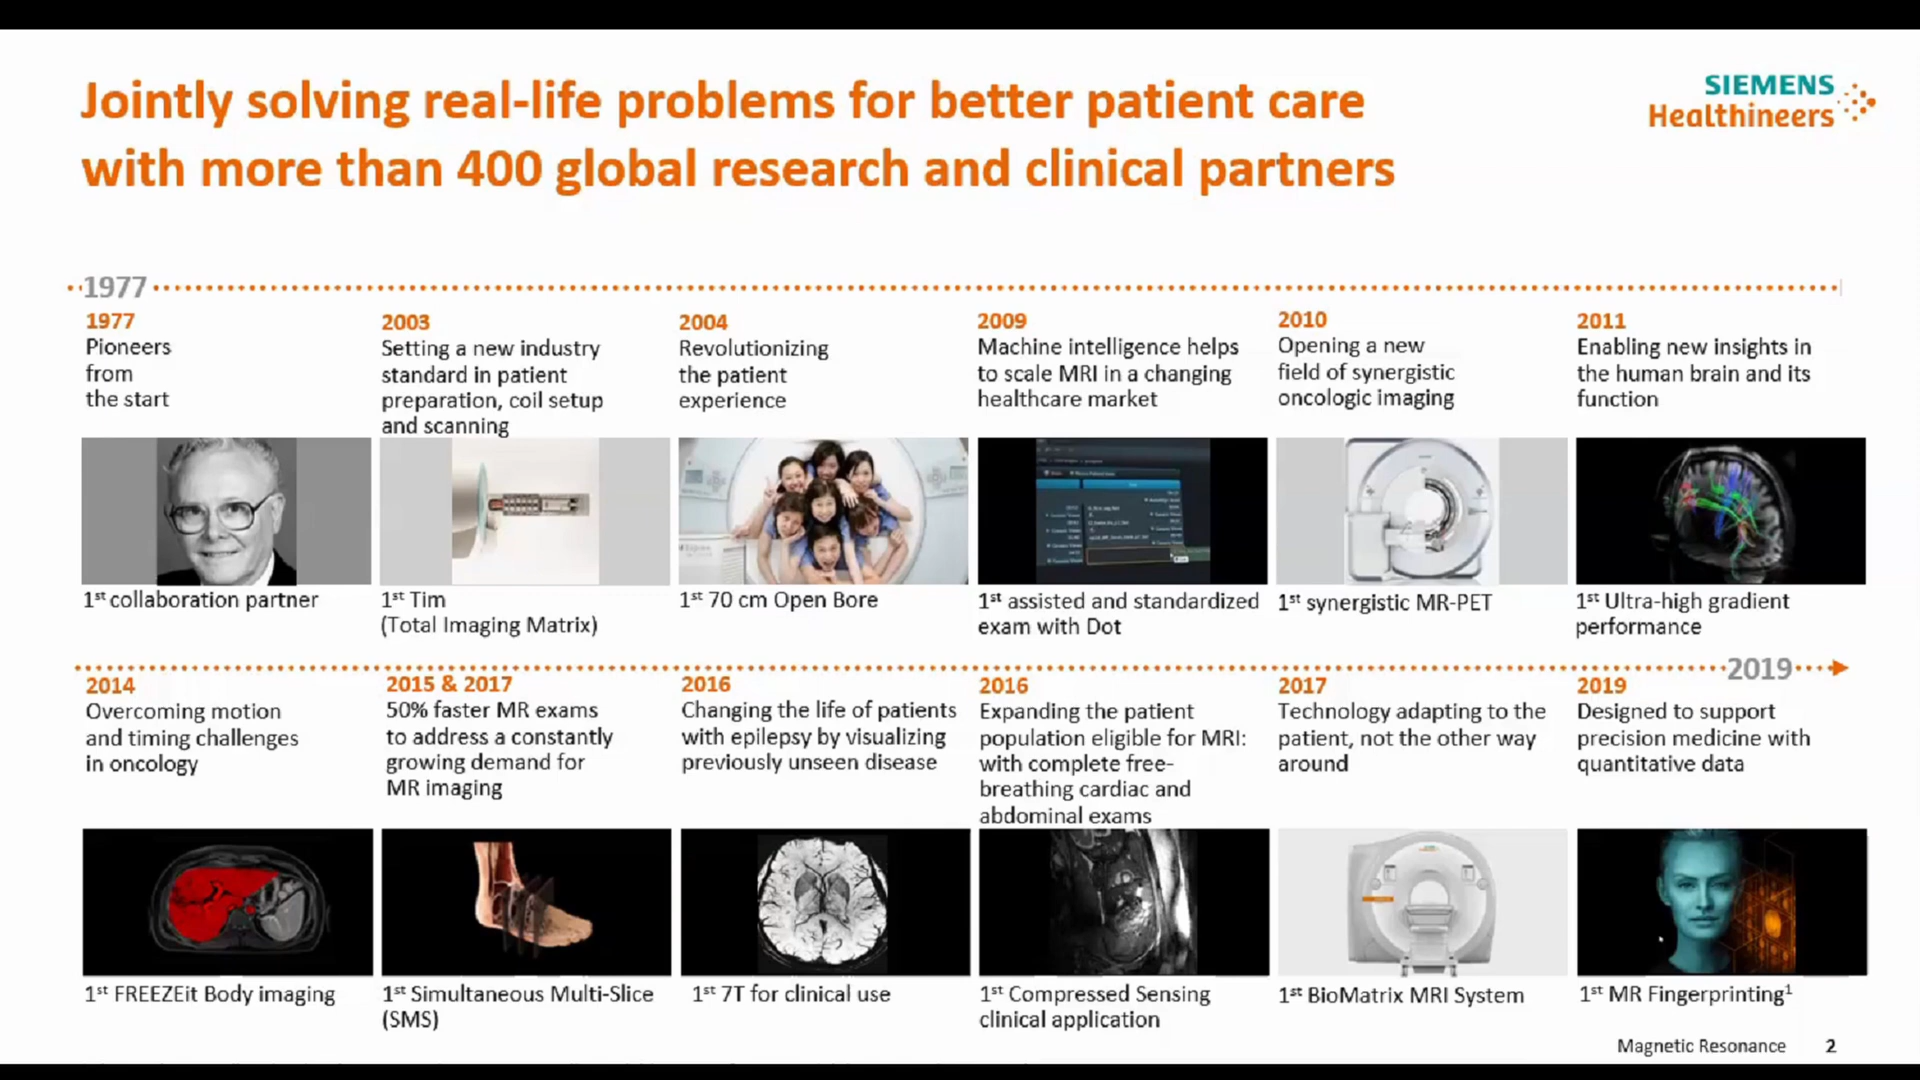 Jointly solving real-life problems for better patient care
with more than 400 global research and clinical partners
SIEMENS
Healthineers
1977
1977
Pioneers
from
the start
1st collaboration partner
2003
Setting a new industry
standard in patient
preparation, coil setup
and scanning
1st Tim
(Total Imaging Matrix)
2004
Revolutionizing
the patient
experience
1st 70 cm Open Bore
2009
Machine intelligence helps
to scale MRI in a changing
healthcare market
1st assisted and standardized
exam with Dot
2010
Opening a new
field of synergistic
oncologic imaging
1st synergistic MR-PET
2011
Enabling new insights in
the human brain and its
function
1st Ultra-high gradient
performance
2019
2014
Overcoming motion
and timing challenges
in oncology
1st FREEZEit Body imaging
2015 & 2017
50% faster MR exams
to address a constantly
growing demand for
MR imaging
1st Simultaneous Multi-Slice
(SMS)
2016
Changing the life of patients
with epilepsy by visualizing
previously unseen disease
1st 7T for clinical use
2016
Expanding the patient
population eligible for MRI:
with complete free-
breathing cardiac and
abdominal exams
1st Compressed Sensing
clinical application
2017
Technology adapting to the
patient, not the other way
around
1st BioMatrix MRI System
2019
Designed to support
precision medicine with
quantitative data
1st MR Fingerprinting1
Magnetic Resonance 2